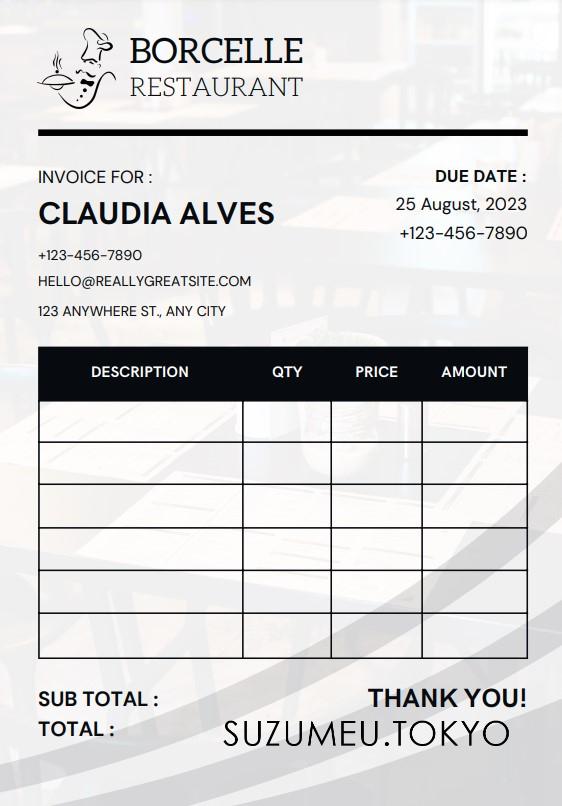 BORCELLE
RESTAURANT
INVOICE FOR :
CLAUDIA ALVES
+123-456-7890
HELLO@REALLYGREATSITE.COM
123 ANYWHERE ST., ANY CITY
DUE DATE :
25 August, 2023
+123-456-7890
DESCRIPTION QTY PRICE AMOUNT
SUB TOTAL :
TOTAL :
THANK YOU!
SUZUMEU.TOKYO